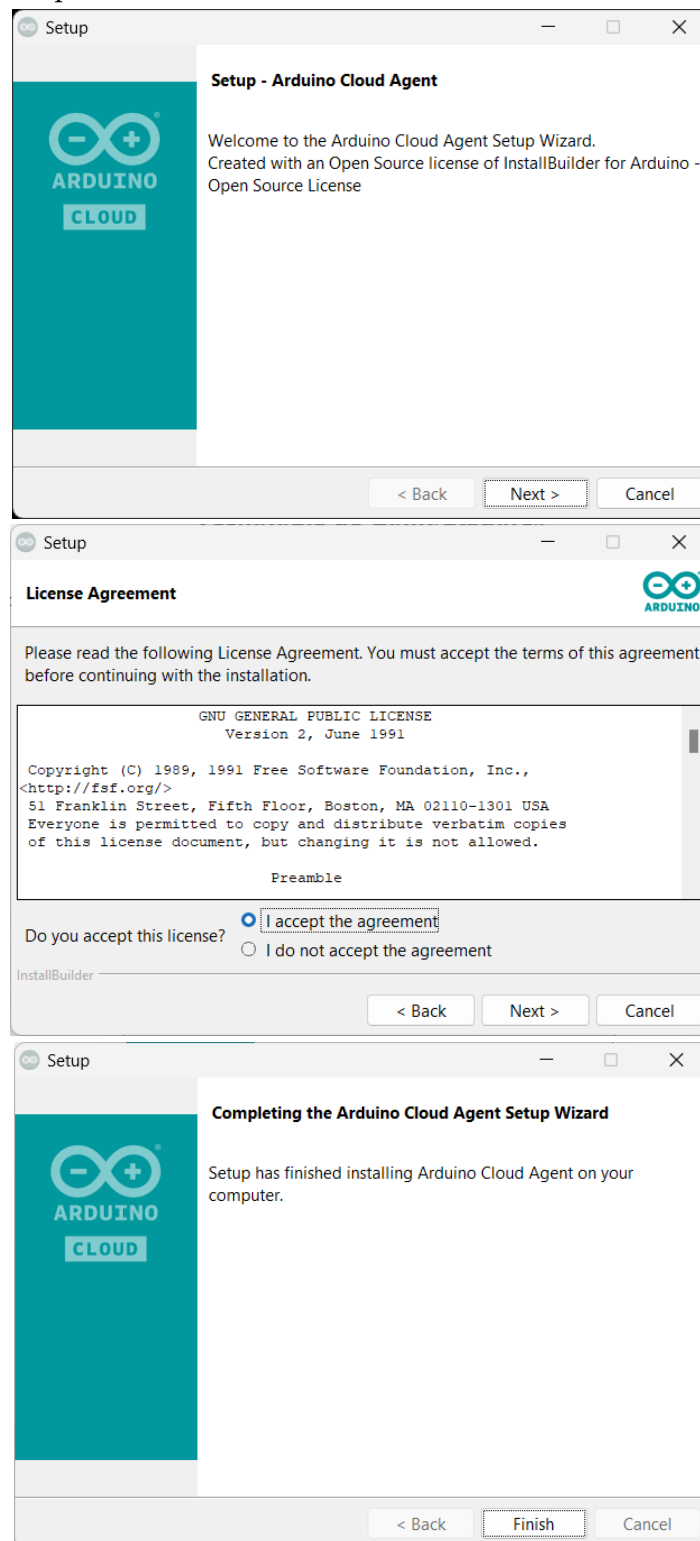 Setup
Setup - Arduino Cloud Agent
ARDUINO
CLOUD
Welcome to the Arduino Cloud Agent Setup Wizard.
Created with an Open Source license of InstallBuilder for Arduino -
Open Source License
< Back
Next >
Cancel
Setup
License Agreement
ARDUINO
Please read the following License Agreement. You must accept the terms of this agreement
before continuing with the installation.
GNU GENERAL PUBLIC LICENSE
Version 2, June 1991
Copyright (C) 1989, 1991 Free Software Foundation, Inc.,
<http://fsf.org/>
51 Franklin Street, Fifth Floor, Boston, MA 02110-1301 USA
Everyone is permitted to copy and distribute verbatim copies
of this license document, but changing it is not allowed.
Preamble
Do you accept this license?
I accept the agreement
I do not accept the agreement
InstallBuilder
< Back
Next >
Cancel
Setup
Completing the Arduino Cloud Agent Setup Wizard
ARDUINO
CLOUD
Setup has finished installing Arduino Cloud Agent on your
computer.
< Back
Finish
Cancel